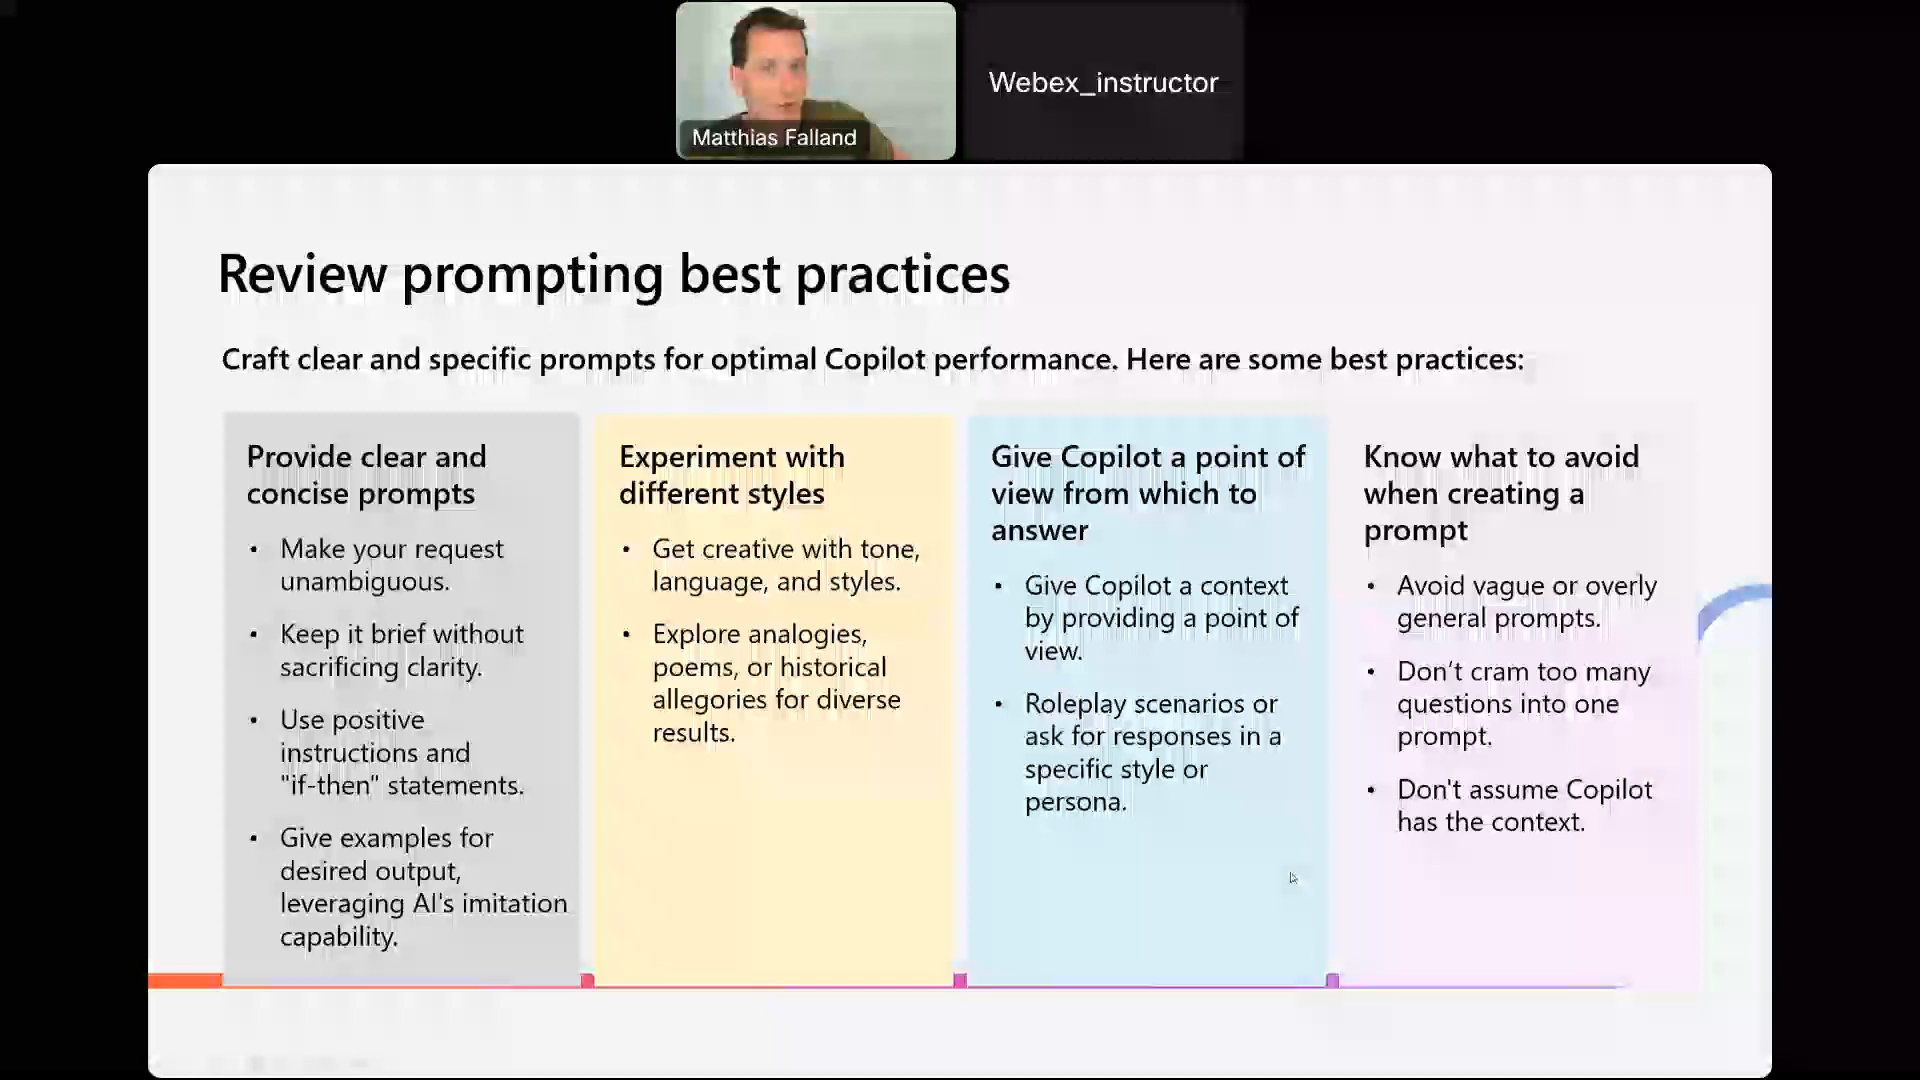 Matthias Falland
Webex_instructor
Review prompting best practices
Craft clear and specific prompts for optimal Copilot performance. Here are some best practices:
Provide clear and
concise prompts
• Make your request
unambiguous.
• Keep it brief without
sacrificing clarity.
• Use positive
instructions and
"if-then" statements.
• Give examples for
desired output,
leveraging AI's imitation
capability.
Experiment with
different styles
• Get creative with tone,
language, and styles.
• Explore analogies,
poems, or historical
allegories for diverse
results.
Give Copilot a point of
view from which to
answer
• Give Copilot a context
by providing a point of
view.
• Roleplay scenarios or
ask for responses in a
specific style or
persona.
Know what to avoid
when creating a
prompt
• Avoid vague or overly
general prompts.
• Don’t cram too many
questions into one
prompt.
• Don't assume Copilot
has the context.